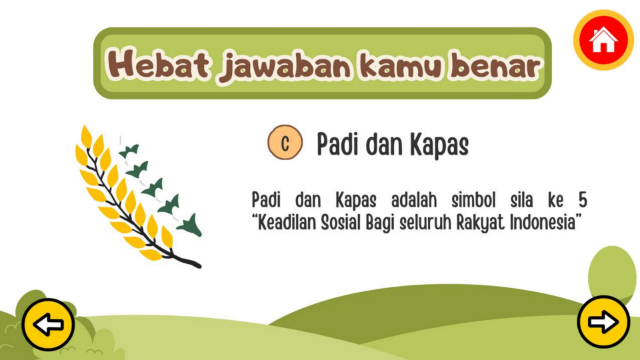 Hebat jawaban kamu benar
C Padi dan Kapas
Padi dan Kapas adalah simbol sila ke 5
“Keadilan Sosial Bagi seluruh Rakyat Indonesia”